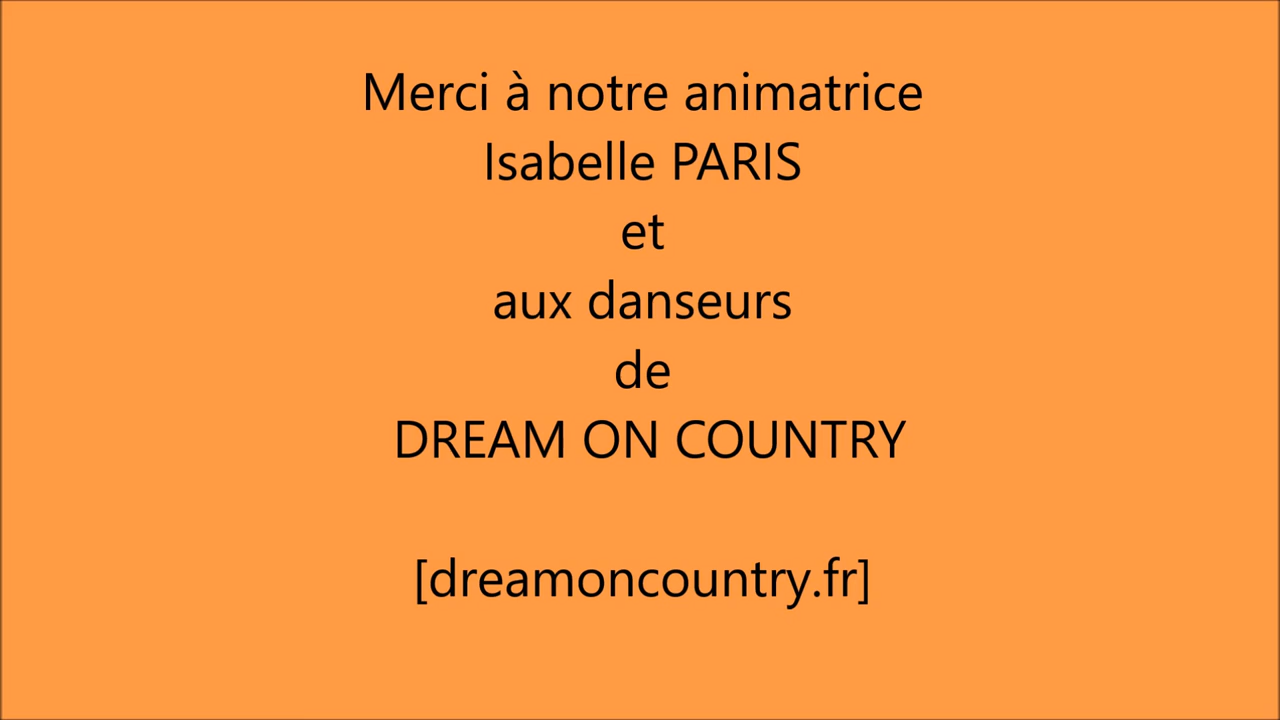 Merci à notre animatrice
Isabelle PARIS
et
aux danseurs
de
DREAM ON COUNTRY
[dreamoncountry.fr]